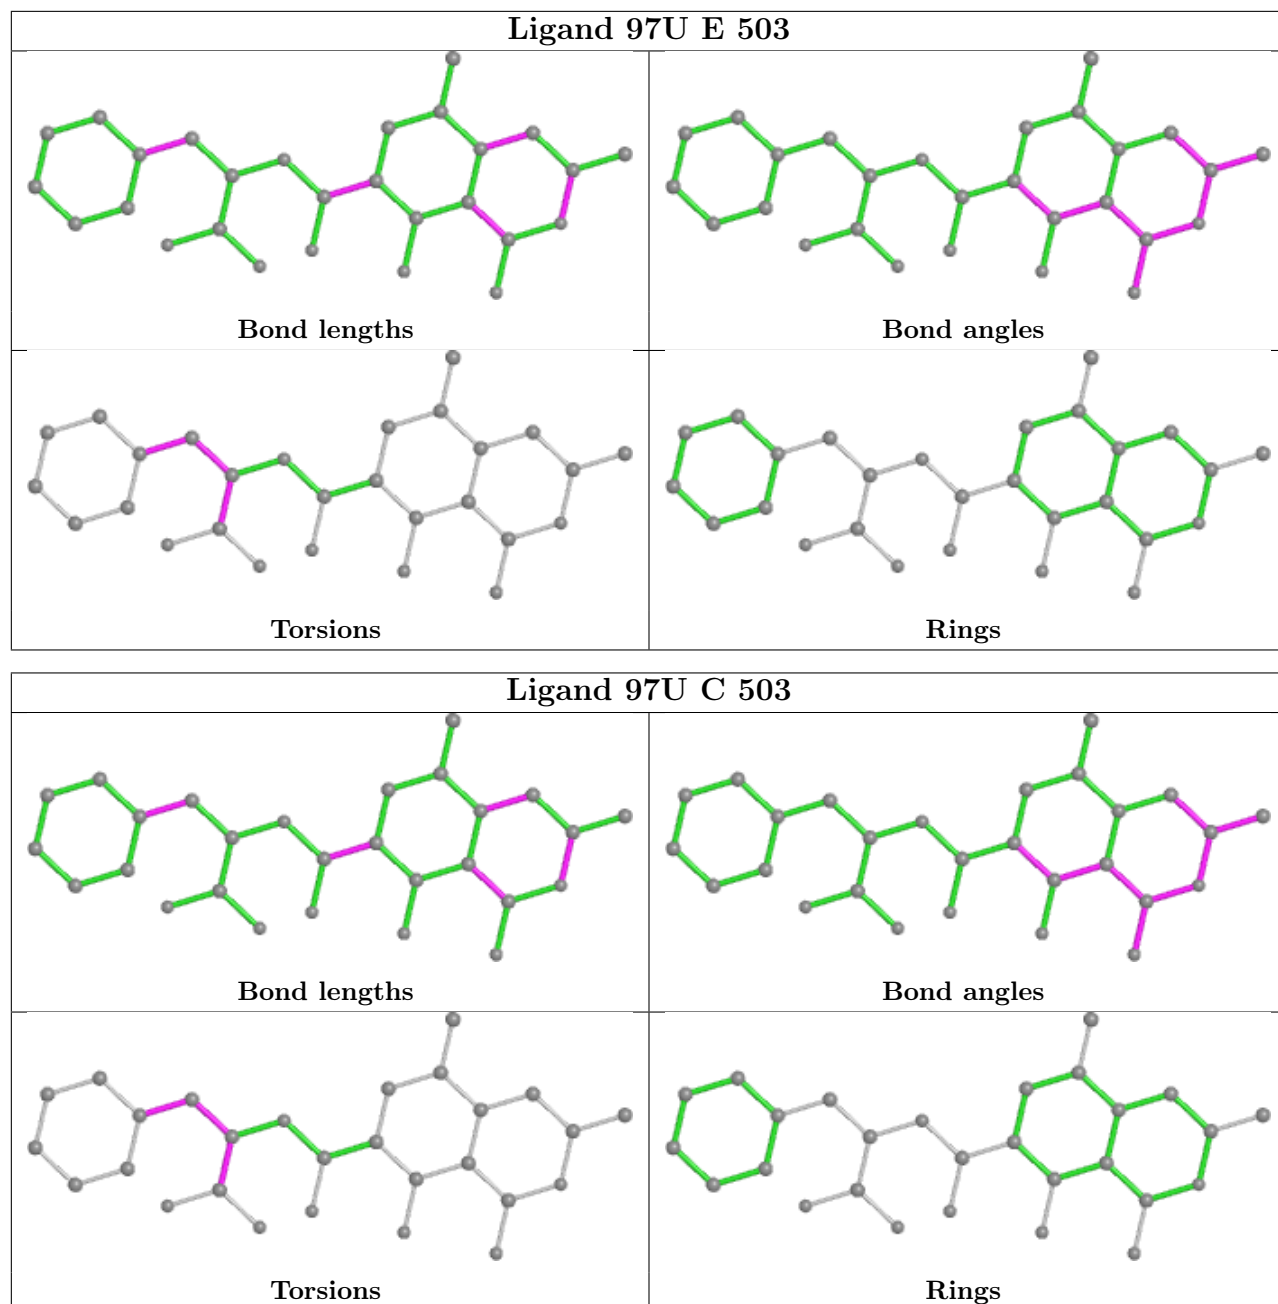 Ligand 97U E 503
Bond lengths
Bond angles
Torsions
Rings
Ligand 97U C 503
Bond lengths
Bond angles
Torsions
Rings